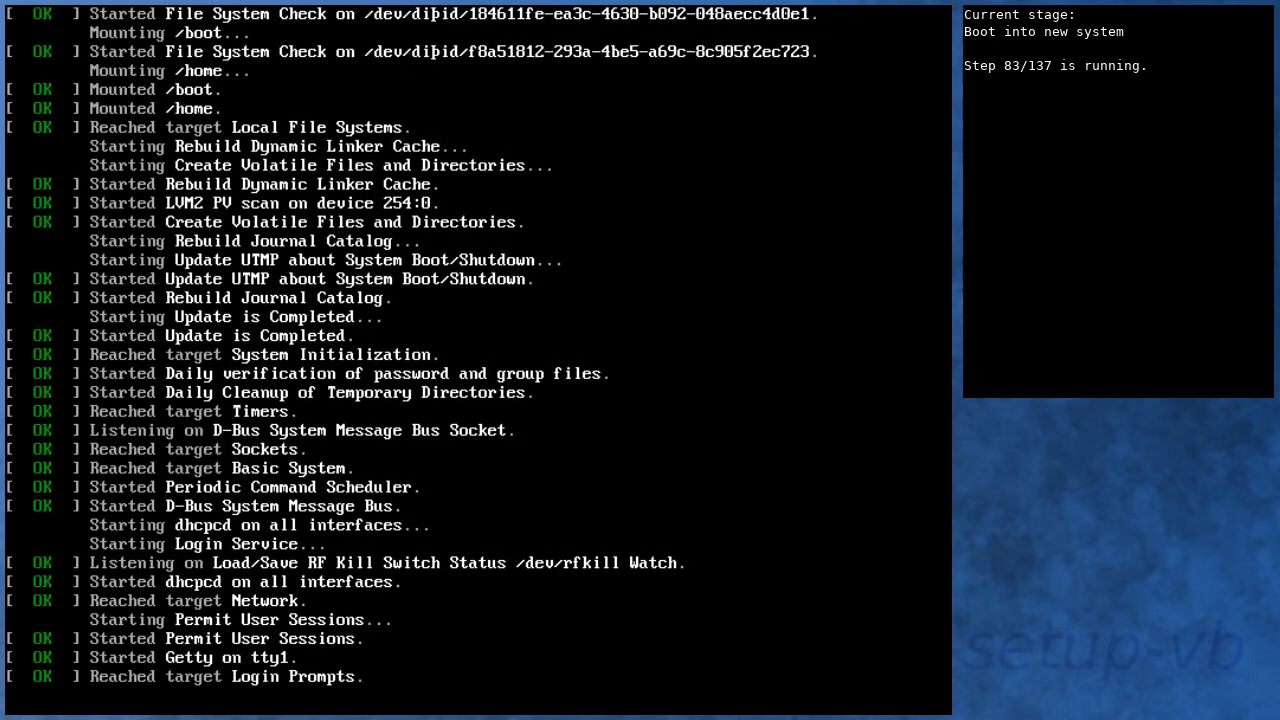 [  OK  ] Started File System Check on /dev/diþid/184611fe-ea3c-4630-b092-048aecc4d0e1.
         Mounting /boot...
[  OK  ] Started File System Check on /dev/diþid/f8a51812-293a-4be5-a69c-8c905f2ec723.
         Mounting /home...
[  OK  ] Mounted /boot.
[  OK  ] Mounted /home.
[  OK  ] Reached target Local File Systems.
         Starting Rebuild Dynamic Linker Cache...
         Starting Create Volatile Files and Directories...
[  OK  ] Started Rebuild Dynamic Linker Cache.
[  OK  ] Started LVM2 PV scan on device 254:0.
[  OK  ] Started Create Volatile Files and Directories.
         Starting Rebuild Journal Catalog...
         Starting Update UTMP about System Boot/Shutdown...
[  OK  ] Started Update UTMP about System Boot/Shutdown.
[  OK  ] Started Rebuild Journal Catalog.
         Starting Update is Completed...
[  OK  ] Started Update is Completed.
[  OK  ] Reached target System Initialization.
[  OK  ] Started Daily verification of password and group files.
[  OK  ] Started Daily Cleanup of Temporary Directories.
[  OK  ] Reached target Timers.
[  OK  ] Listening on D-Bus System Message Bus Socket.
[  OK  ] Reached target Sockets.
[  OK  ] Reached target Basic System.
[  OK  ] Started Periodic Command Scheduler.
[  OK  ] Started D-Bus System Message Bus.
         Starting dhcpcd on all interfaces...
         Starting Login Service...
[  OK  ] Listening on Load/Save RF Kill Switch Status /dev/rfkill Watch.
[  OK  ] Started dhcpcd on all interfaces.
[  OK  ] Reached target Network.
         Starting Permit User Sessions...
[  OK  ] Started Permit User Sessions.
[  OK  ] Started Getty on tty1.
[  OK  ] Reached target Login Prompts.
Current stage:
Boot into new system
Step 83/137 is running.
setup-vb